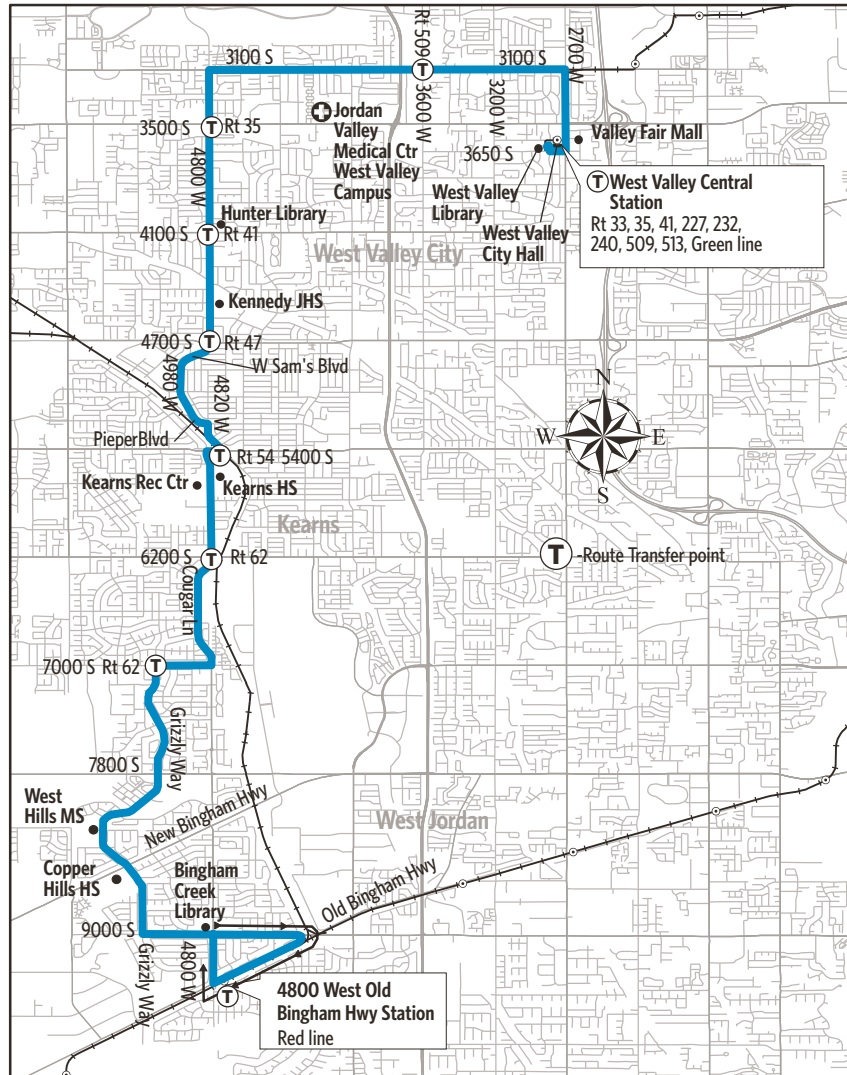 Rt 509
3600 W
3100 S
3100 S
2700 W
3200 W
3500 S
Rt 35
Jordan
Valley
Medical Ctr
West Valley
Campus
4800 W
Valley Fair Mall
3650 S
West Valley
Library
West Valley
City Hall
West Valley Central
Station
Rt 33, 35, 41, 227, 232,
240, 509, 513, Green line
Hunter Library
4100 S
Rt 41
West Valley City
Kennedy JHS
4700 S
Rt 47
W Sam's Blvd
4980 W
4820 W
PieperBlvd
Rt 54 5400 S
Kearns Rec Ctr
Kearns HS
Kearns
N
W
E
S
T
-Route Transfer point
6200 S
Rt 62
Cougar Ln
7000 S Rt 62
Grizzly Way
7800 S
West
Hills MS
New Bingham Hwy
West Jordan
Copper
Hills HS
Bingham
Creek
Library
Old Bingham Hwy
9000 S
Grizzly Way
4800 W
4800 West Old
Bingham Hwy Station
Red line
T
T
T
T
T
T
T
T
T